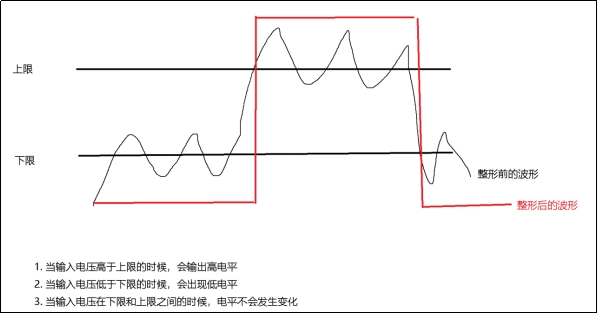 上限
下限
整形前的波形
整形后的波形
1. 当输入电压高于上限的时候，会输出高电平
2. 当输入电压低于下限的时候，会出现低电平
3. 当输入电压在下限和上限之间的时候，电平不会发生变化